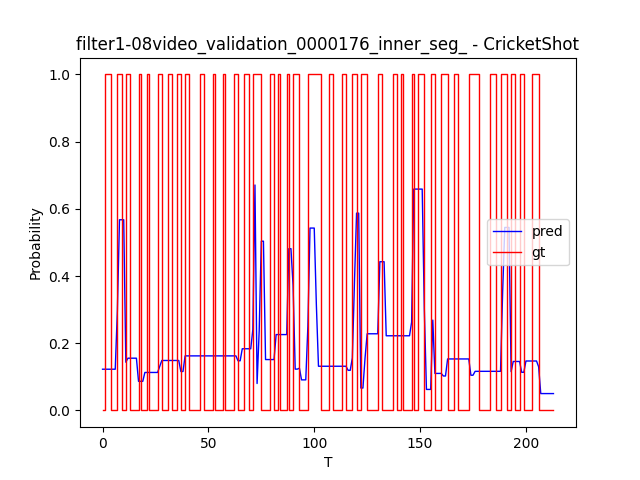 filter1-08video_validation_0000176_inner_seg_ - CricketShot
1.0
0.8
0.6
0.4
0.2
0.0
Probability
pred
gt
0 50 100 150 200
T